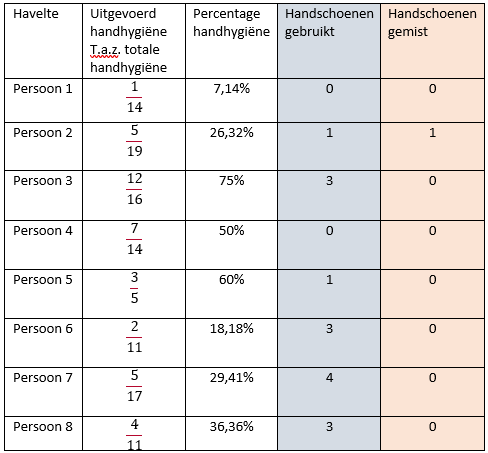 Havelte Uitgevoerd handhygiëne T.a.z. totale handhygiëne Percentage handhygiëne Handschoenen gebruikt Handschoenen gemist
Persoon 1 1/14 7,14% 0 0
Persoon 2 5/19 26,32% 1 1
Persoon 3 12/16 75% 3 0
Persoon 4 7/14 50% 0 0
Persoon 5 3/5 60% 1 0
Persoon 6 2/11 18,18% 3 0
Persoon 7 5/17 29,41% 4 0
Persoon 8 4/11 36,36% 3 0